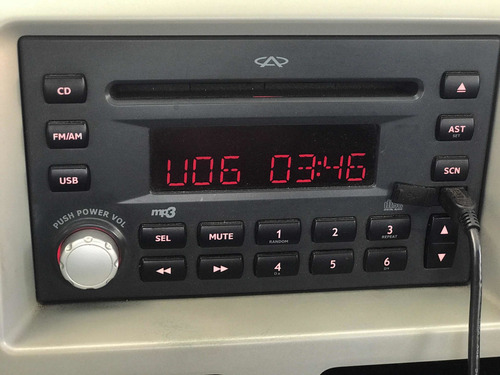 CD
FM/AM
USB
U06 03:46
AST
SET
SCN
PUSH POWER VOL
mp3
SEL
MUTE
1
RANDOM
2
3
REPEAT
4
5
6